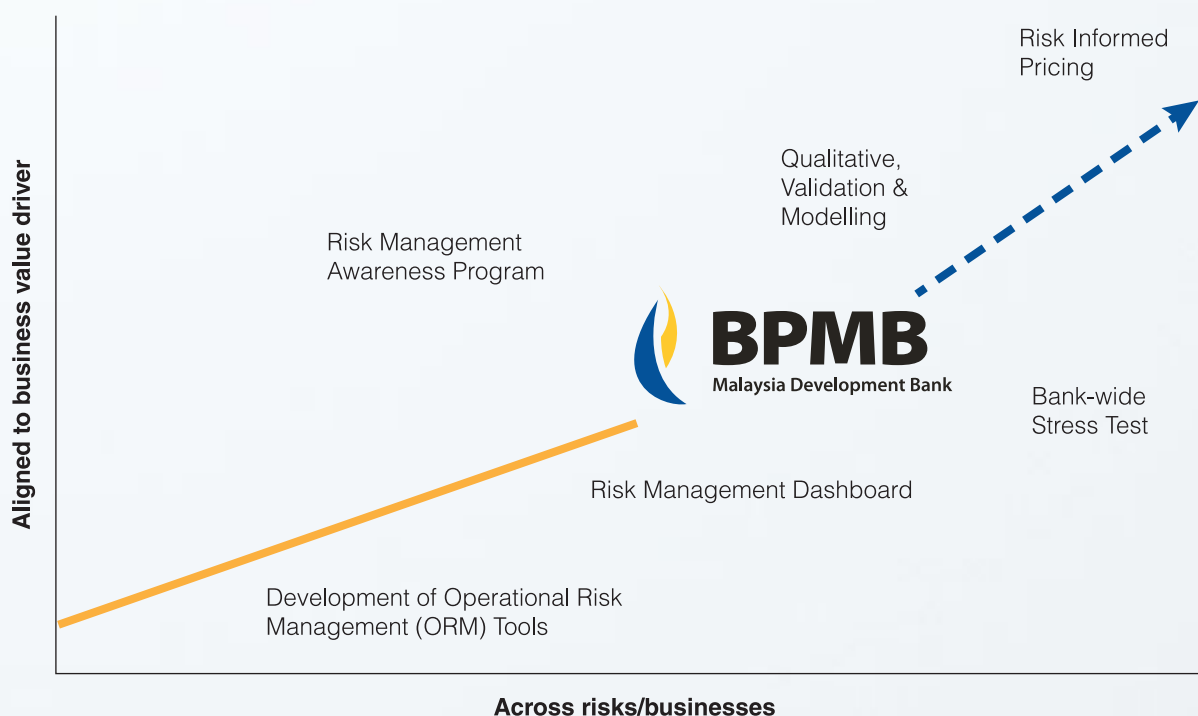 Risk Informed
Pricing
Qualitative,
Validation &
Modelling
Risk Management
Awareness Program
BPMB
Malaysia Development Bank
Bank-wide
Stress Test
Risk Management Dashboard
Development of Operational Risk
Management (ORM) Tools
Aligned to business value driver
Across risks/businesses